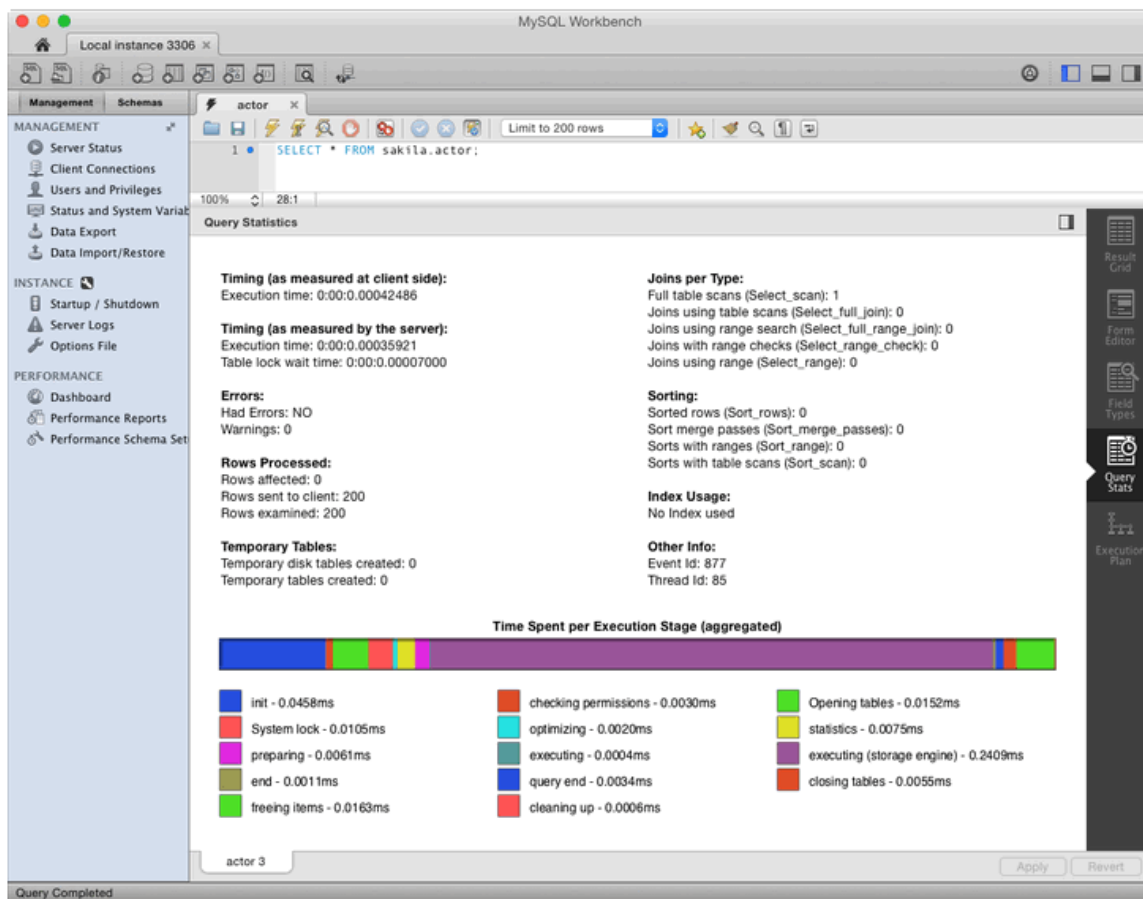 MySQL Workbench
Local instance 3306
Management Schemas
actor
MANAGEMENT
Server Status
Client Connections
Users and Privileges
Status and System Variab
Data Export
Data Import/Restore
INSTANCE
Startup / Shutdown
Server Logs
Options File
PERFORMANCE
Dashboard
Performance Reports
Performance Schema Set
Limit to 200 rows
1 SELECT * FROM sakila.actor;
100% 28:1
Query Statistics
Timing (as measured at client side):
Execution time: 0:00:0.00042486
Timing (as measured by the server):
Execution time: 0:00:0.00035921
Table lock wait time: 0:00:0.00007000
Errors:
Had Errors: NO
Warnings: 0
Rows Processed:
Rows affected: 0
Rows sent to client: 200
Rows examined: 200
Temporary Tables:
Temporary disk tables created: 0
Temporary tables created: 0
Joins per Type:
Full table scans (Select_scan): 1
Joins using table scans (Select_full_join): 0
Joins using range search (Select_full_range_join): 0
Joins with range checks (Select_range_check): 0
Joins using range (Select_range): 0
Sorting:
Sorted rows (Sort_rows): 0
Sort merge passes (Sort_merge_passes): 0
Sorts with ranges (Sort_range): 0
Sorts with table scans (Sort_scan): 0
Index Usage:
No Index used
Other Info:
Event Id: 877
Thread Id: 85
Time Spent per Execution Stage (aggregated)
init - 0.0458ms
checking permissions - 0.0030ms
Opening tables - 0.0152ms
System lock - 0.0105ms
optimizing - 0.0020ms
statistics - 0.0075ms
preparing - 0.0061ms
executing - 0.0004ms
executing (storage engine) - 0.2409ms
end - 0.0011ms
query end - 0.0034ms
closing tables - 0.0055ms
freeing items - 0.0163ms
cleaning up - 0.0006ms
Result
Grid
Form
Editor
Field
Types
Query
Stats
Execution
Plan
actor 3
Apply Revert
Query Completed